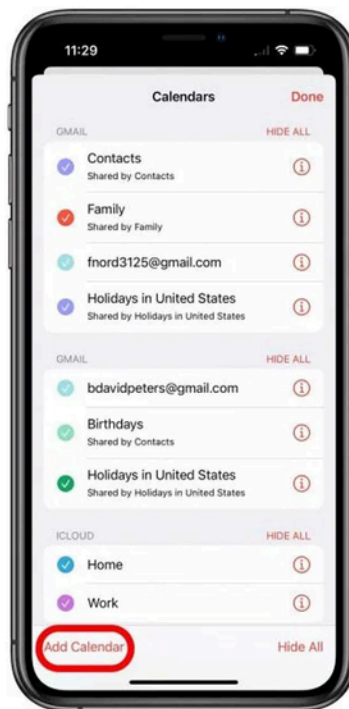 11:29
Calendars
Done
GMAIL
HIDE ALL
Contacts
Shared by Contacts
Family
Shared by Family
fnord3125@gmail.com
Holidays in United States
Shared by Holidays in United States
GMAIL
HIDE ALL
bdavidpeters@gmail.com
Birthdays
Shared by Contacts
Holidays in United States
Shared by Holidays in United States
ICLOUD
HIDE ALL
Home
Work
Add Calendar
Hide All